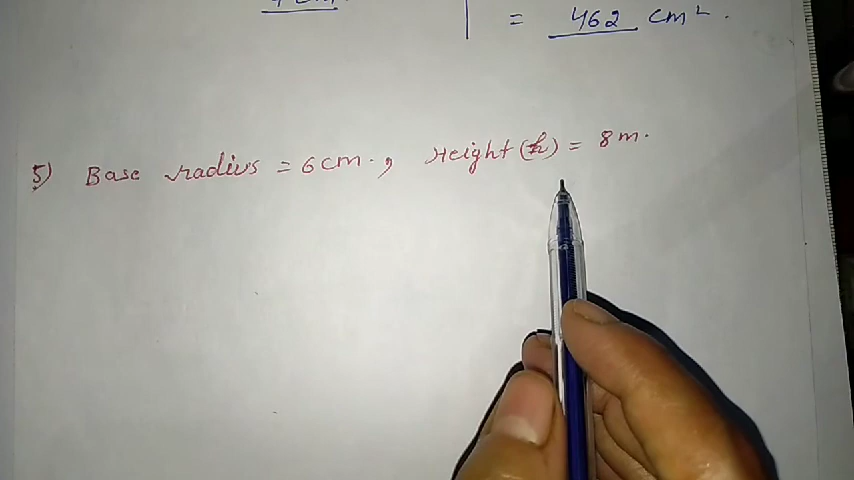 = 462 cm².
5) Base radius = 6cm., Height (h) = 8m.